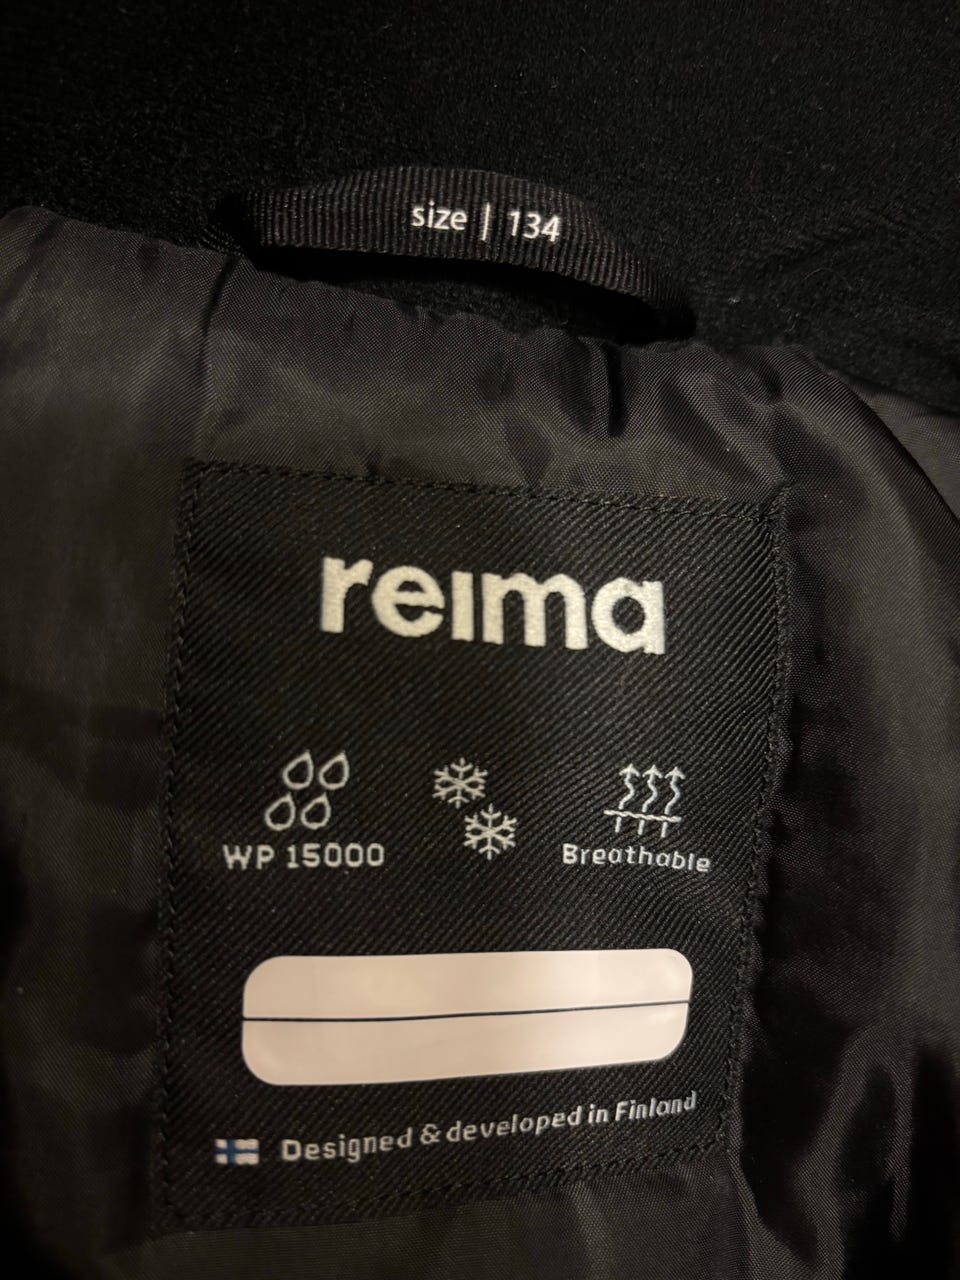 size | 134
reima
WP 15000
Breathable
Designed & developed in Finland